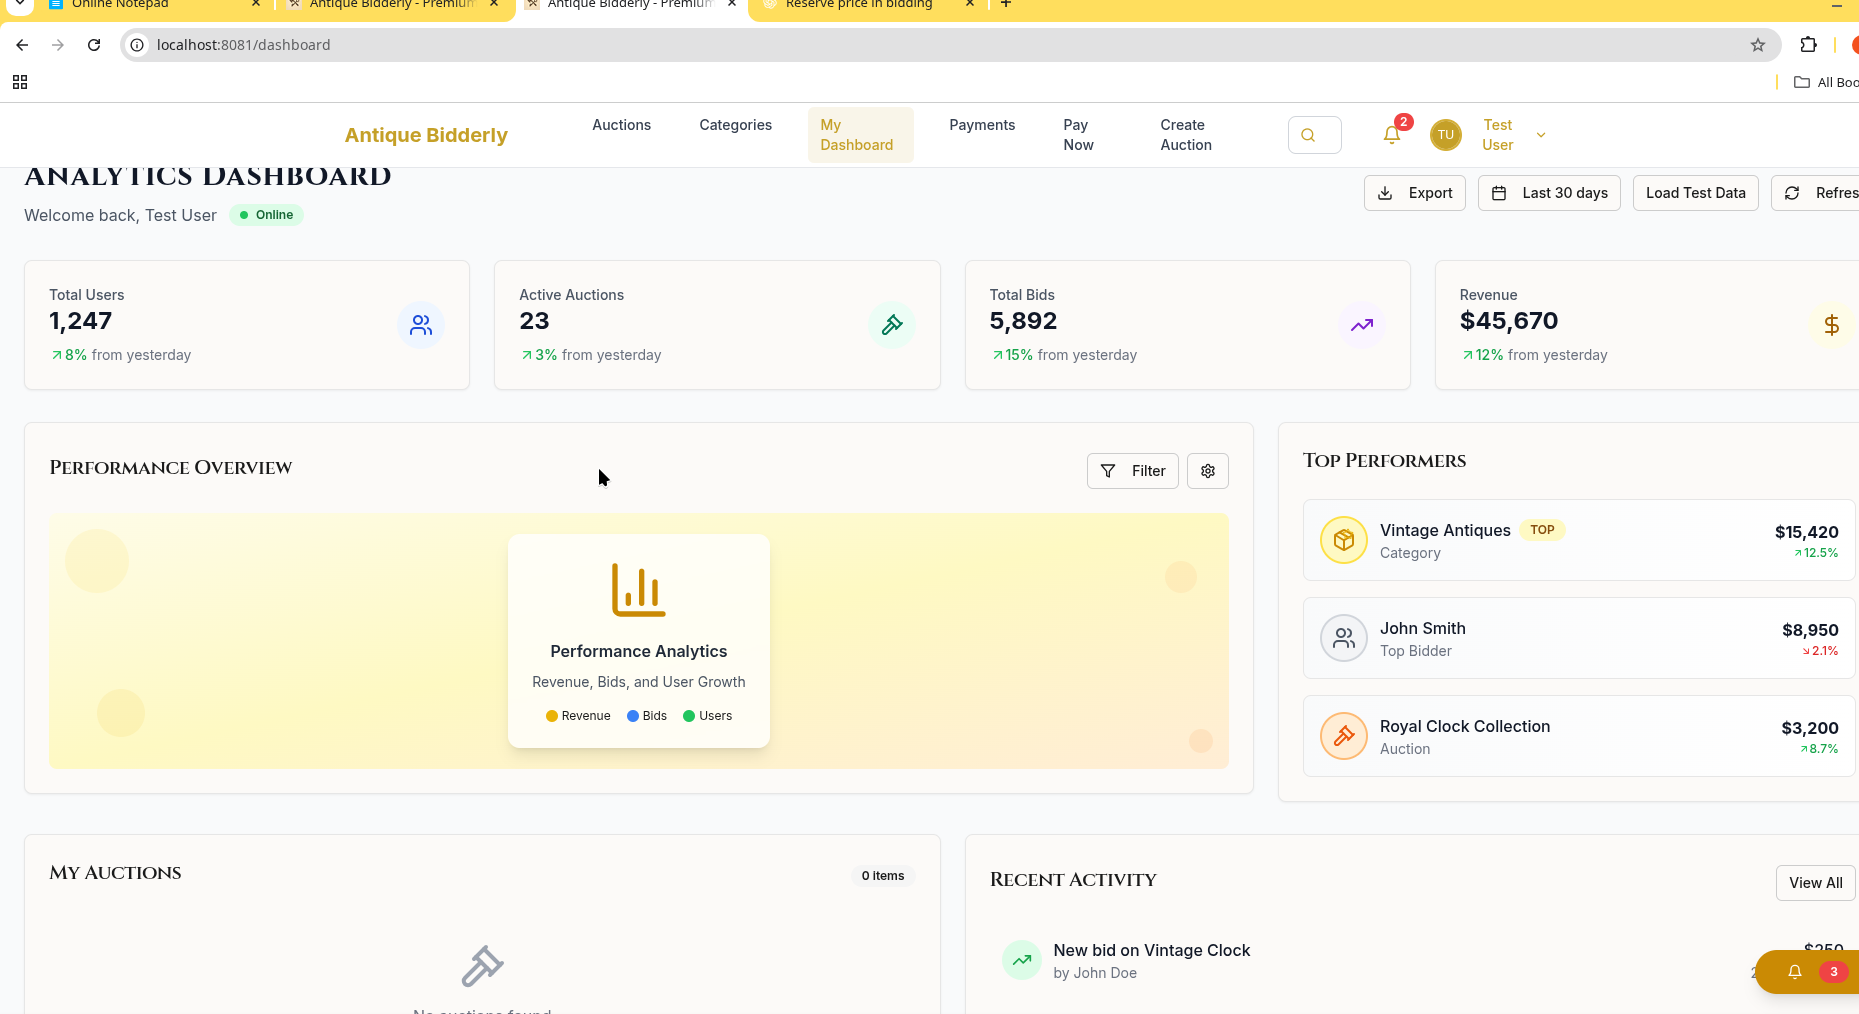 Online Notepad
Antique Bidderly - Premium
Antique Bidderly - Premium
Reserve price in bidding
localhost:8081/dashboard
All Boo
Antique Bidderly
Auctions
Categories
My
Dashboard
Payments
Pay
Now
Create
Auction
2
TU
Test
User
Analytics Dashboard
Welcome back, Test User
Online
Export
Last 30 days
Load Test Data
Refres
Total Users
1,247
8% from yesterday
Active Auctions
23
3% from yesterday
Total Bids
5,892
15% from yesterday
Revenue
$45,670
12% from yesterday
Performance Overview
Filter
Performance Analytics
Revenue, Bids, and User Growth
Revenue
Bids
Users
Top Performers
Vintage Antiques TOP
Category
$15,420
12.5%
John Smith
Top Bidder
$8,950
2.1%
Royal Clock Collection
Auction
$3,200
8.7%
My Auctions
0 items
No auctions found
Recent Activity
View All
New bid on Vintage Clock
by John Doe
$250
2
3